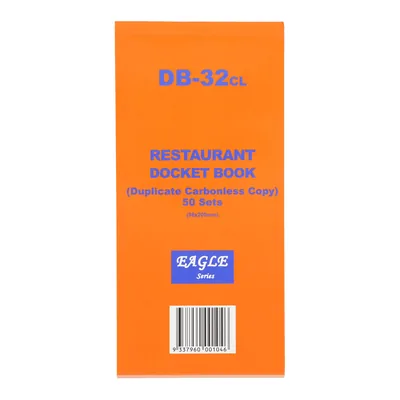 DB-32CL
RESTAURANT
DOCKET BOOK
(Duplicate Carbonless Copy)
50 Sets
EAGLE
Series
9 337960 001046